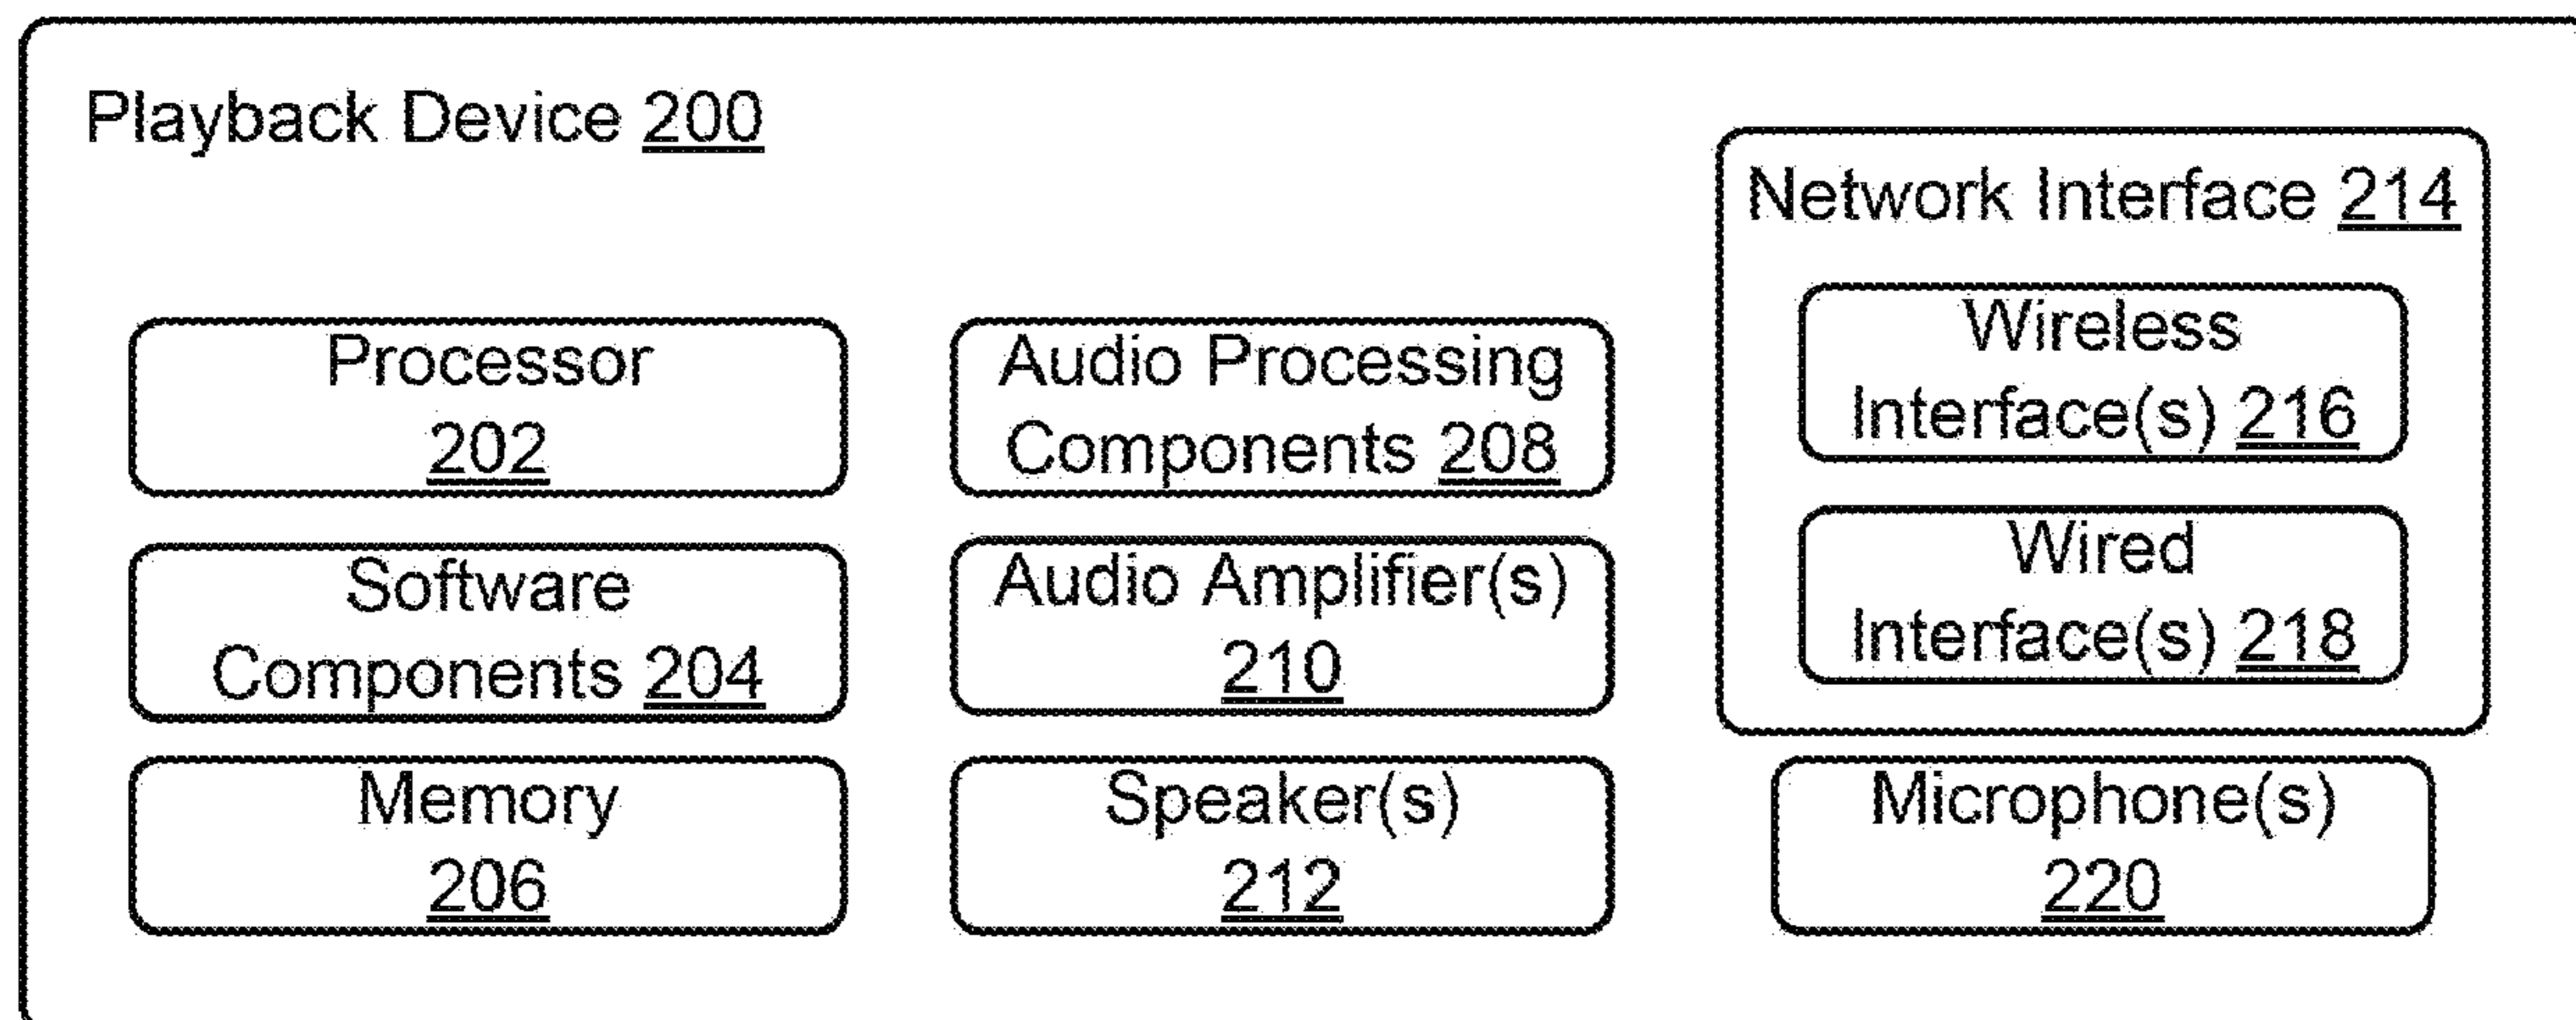 Playback Device 200
Processor
202
Software
Components 204
Memory
206
Audio Processing
Components 208
Audio Amplifier(s)
210
Speaker(s)
212
Network Interface 214
Wireless
Interface(s) 216
Wired
Interface(s) 218
Microphone(s)
220